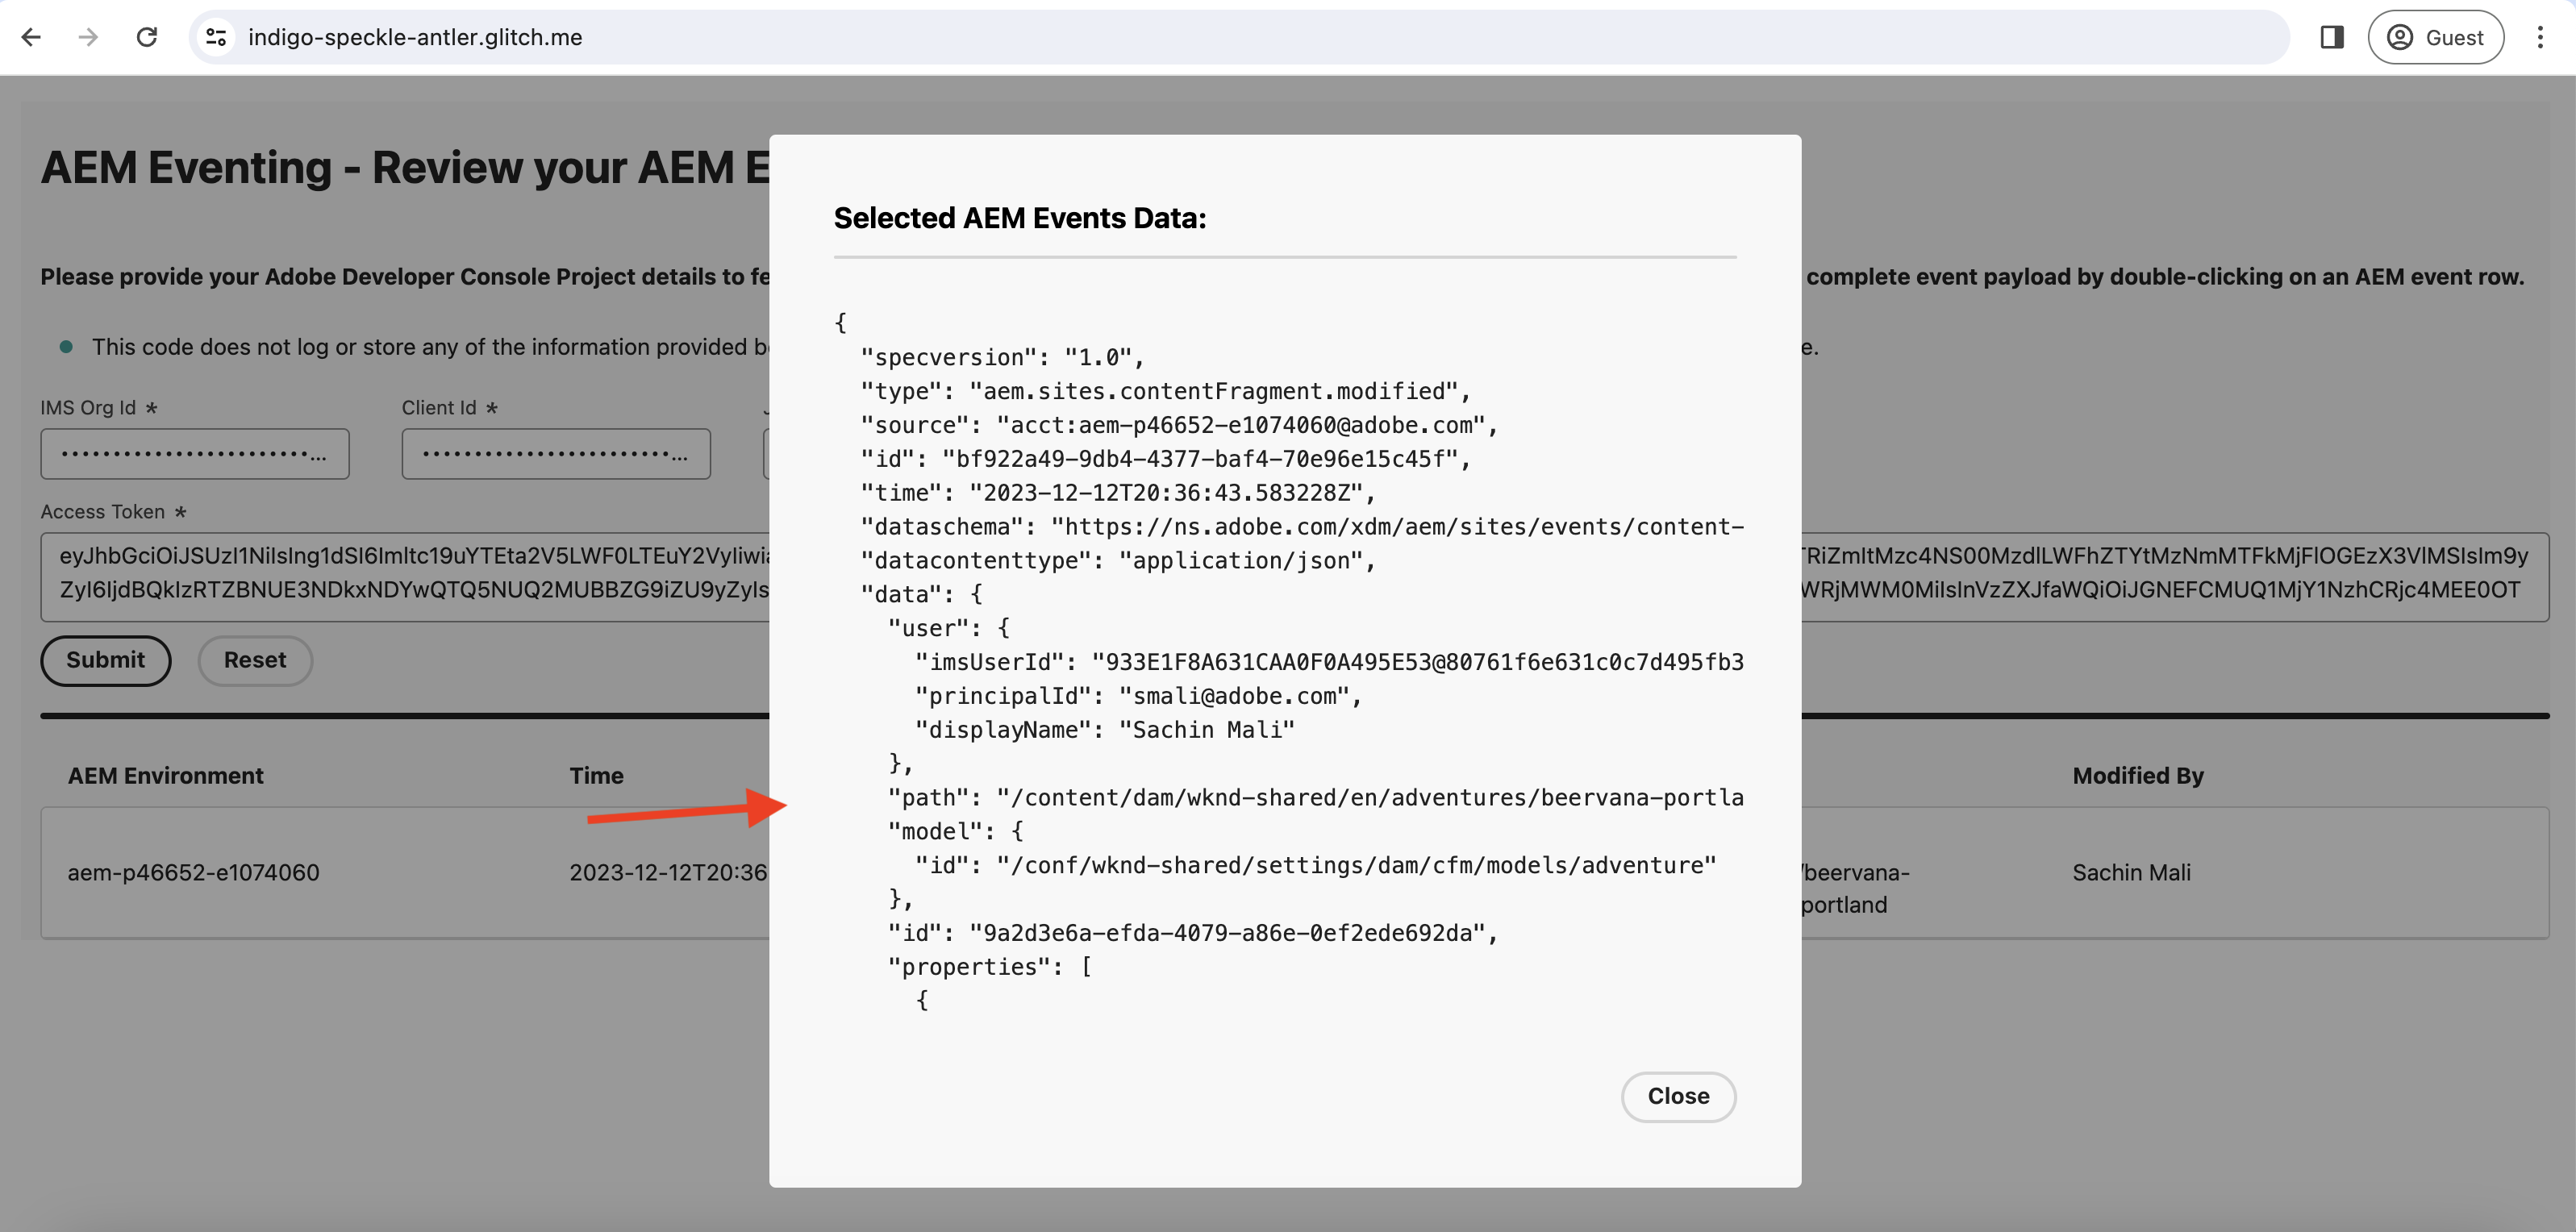 indigo-speckle-antler.glitch.me
Guest
AEM Eventing - Review your AEM E
Please provide your Adobe Developer Console Project details to fe
complete event payload by double-clicking on an AEM event row.
This code does not log or store any of the information provided b
e.
IMS Org Id *
Client Id *
••••••••••••••••••••••••...
••••••••••••••••••••••••...
Access Token *
Submit
Reset
AEM Environment
Time
Modified By
aem-p46652-e1074060
2023-12-12T20:36
/beervana-
portland
Sachin Mali
Selected AEM Events Data:
{
"specversion": "1.0",
"type": "aem.sites.contentFragment.modified",
"source": "acct:aem-p46652-e1074060@adobe.com",
"id": "bf922a49-9db4-4377-baf4-70e96e15c45f",
"time": "2023-12-12T20:36:43.583228Z",
"dataschema": "https://ns.adobe.com/xdm/aem/sites/events/content-
"datacontenttype": "application/json",
"data": {
"user": {
"imsUserId": "933E1F8A631CAA0F0A495E53@80761f6e631c0c7d495fb3
"principalId": "smali@adobe.com",
"displayName": "Sachin Mali"
},
"path": "/content/dam/wknd-shared/en/adventures/beervana-portla
"model": {
"id": "/conf/wknd-shared/settings/dam/cfm/models/adventure"
},
"id": "9a2d3e6a-efda-4079-a86e-0ef2ede692da",
"properties": [
{
Close